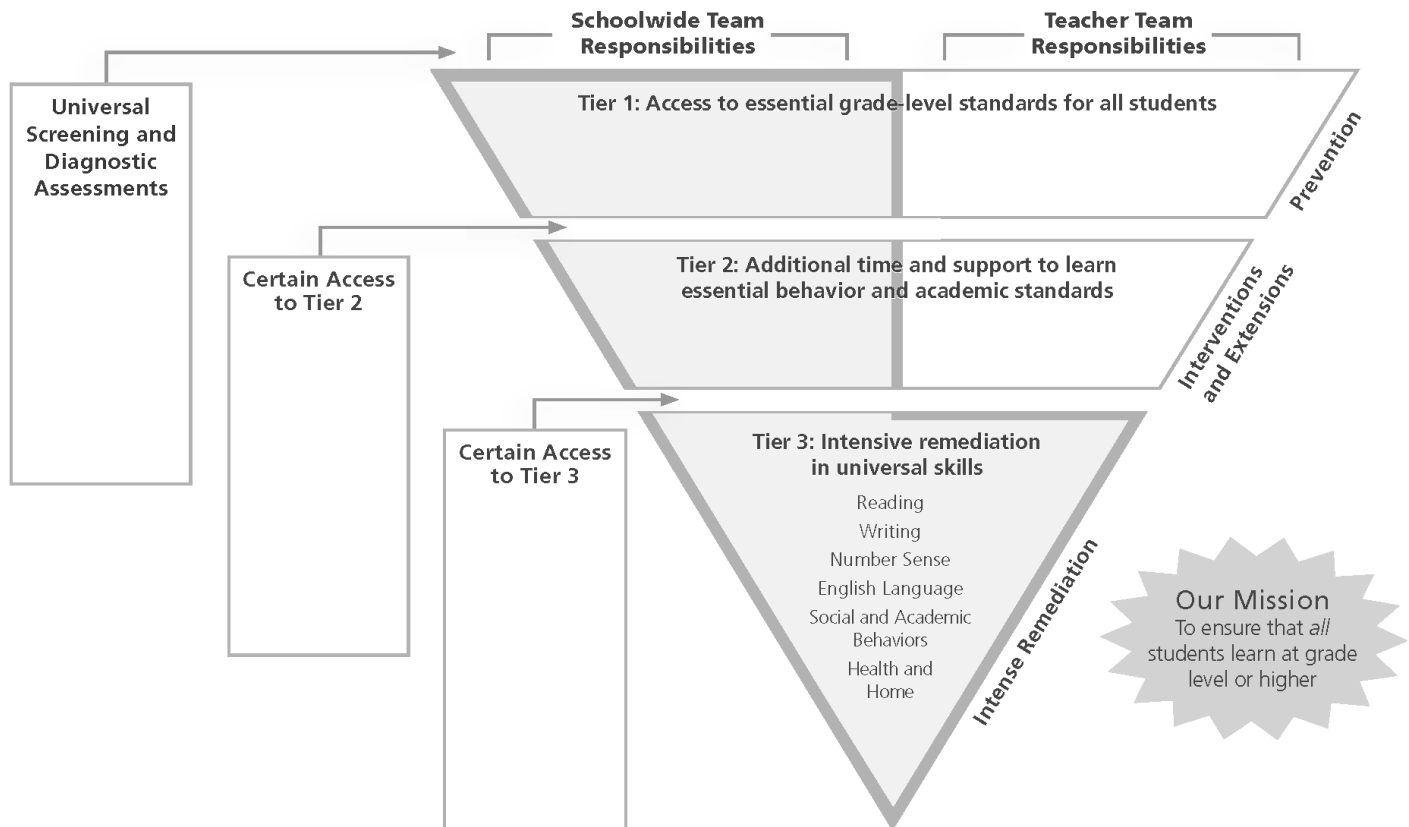 Schoolwide Team
Responsibilities
Teacher Team
Responsibilities
Universal
Screening and
Diagnostic
Assessments
Tier 1: Access to essential grade-level standards for all students
Prevention
Certain Access
to Tier 2
Tier 2: Additional time and support to learn
essential behavior and academic standards
Interventions
and Extensions
Certain Access
to Tier 3
Tier 3: Intensive remediation
in universal skills
Reading
Writing
Number Sense
English Language
Social and Academic
Behaviors
Health and
Home
Intense Remediation
Our Mission
To ensure that all
students learn at grade
level or higher